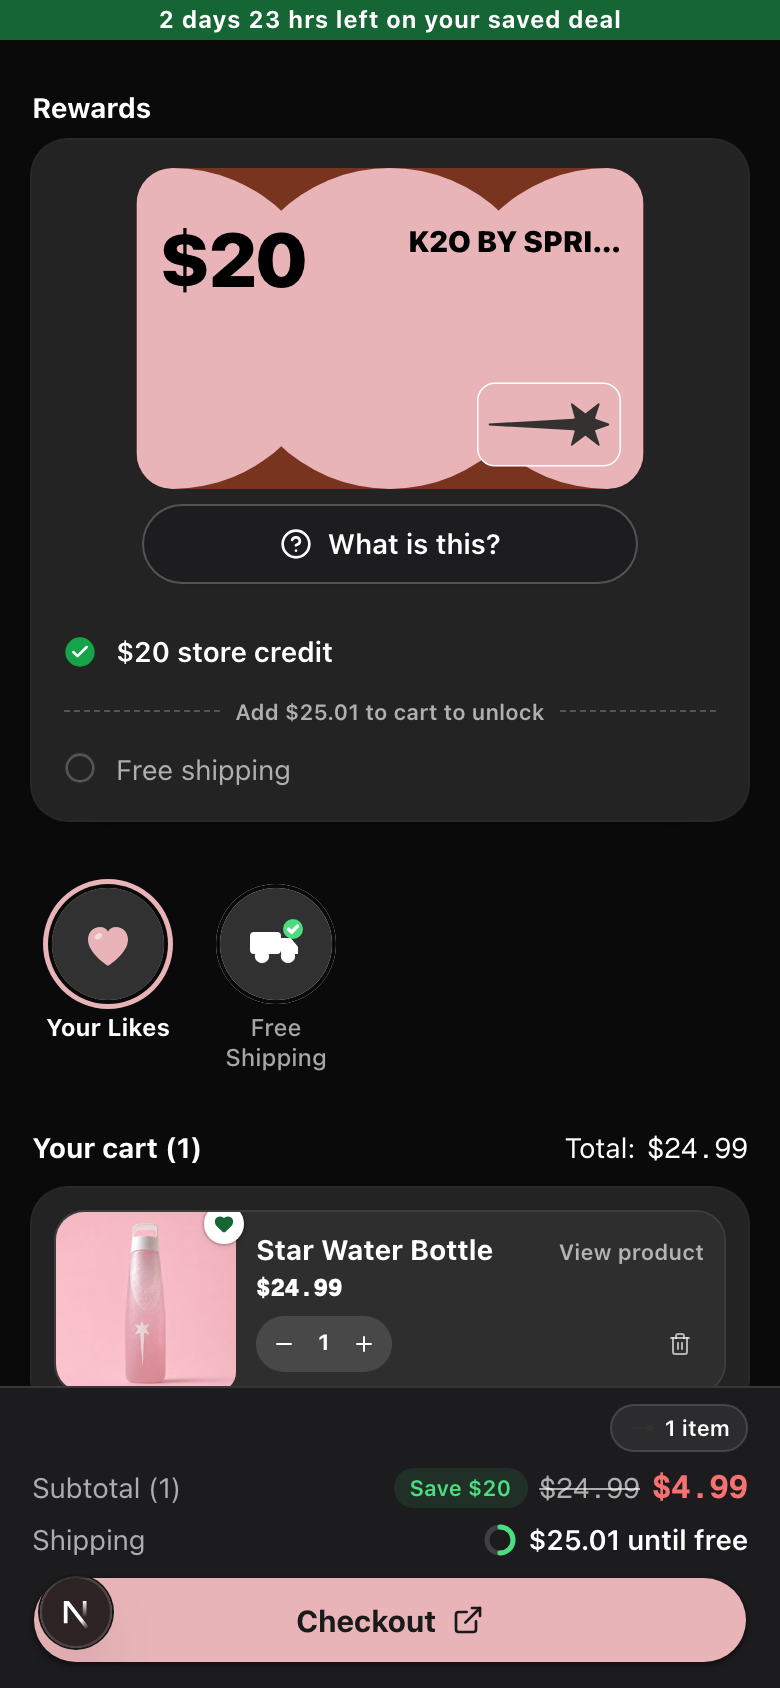 2 days 23 hrs left on your saved deal
Rewards
$20
K2O BY SPRI...
What is this?
$20 store credit
Add $25.01 to cart to unlock
Free shipping
Your Likes
Free
Shipping
Your cart (1)
Total: $24.99
Star Water Bottle
View product
$24.99
1
1 item
Subtotal (1)
Save $20
$24.99
$4.99
Shipping
$25.01 until free
N
Checkout